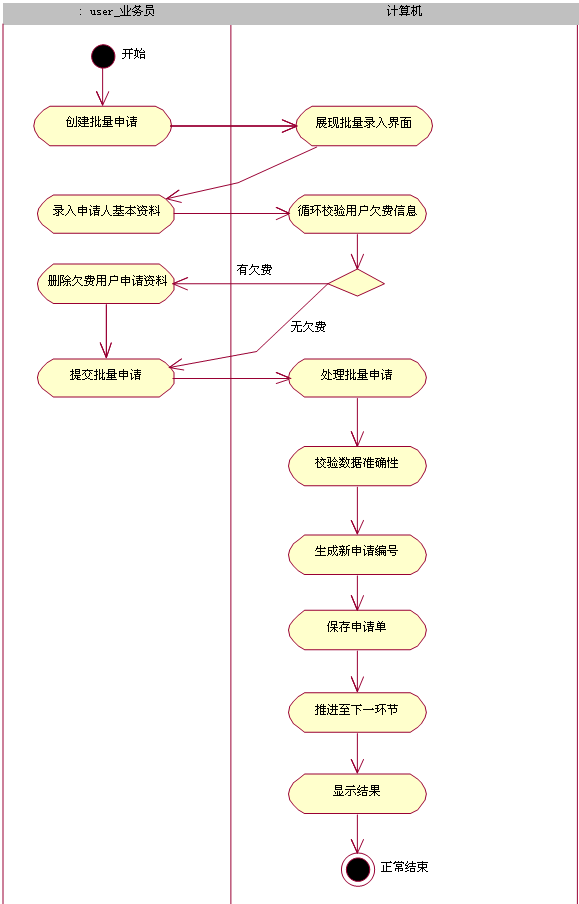 : user_业务员
计算机
开始
创建批量申请
展现批量录入界面
录入申请人基本资料
循环校验用户欠费信息
有欠费
删除欠费用户申请资料
无欠费
提交批量申请
处理批量申请
校验数据准确性
生成新申请编号
保存申请单
推进至下一环节
显示结果
正常结束